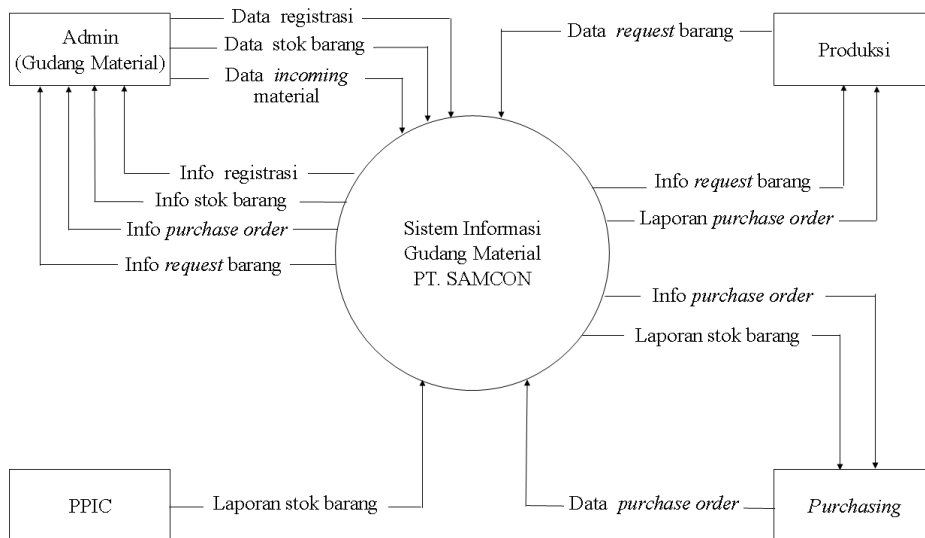 Admin
(Gudang Material)
Data registrasi
Data stok barang
Data incoming
material
Data request barang
Produksi
Info registrasi
Info stok barang
Info purchase order
Info request barang
Sistem Informasi
Gudang Material
PT. SAMCON
Info request barang
Laporan purchase order
Info purchase order
Laporan stok barang
PPIC
Laporan stok barang
Data purchase order
Purchasing